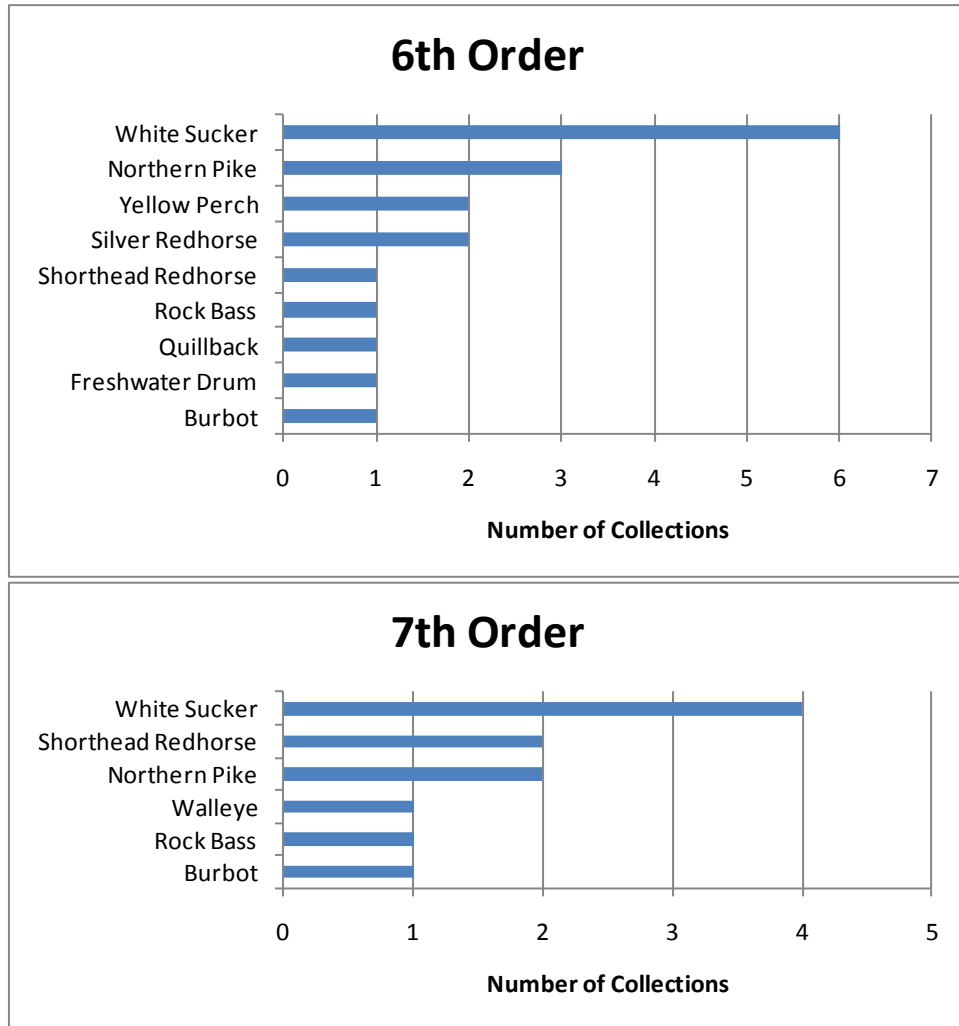 6th Order
White Sucker
Northern Pike
Yellow Perch
Silver Redhorse
Shorthead Redhorse
Rock Bass
Quillback
Freshwater Drum
Burbot
0 1 2 3 4 5 6 7
Number of Collections
7th Order
White Sucker
Shorthead Redhorse
Northern Pike
Walleye
Rock Bass
Burbot
0 1 2 3 4 5
Number of Collections